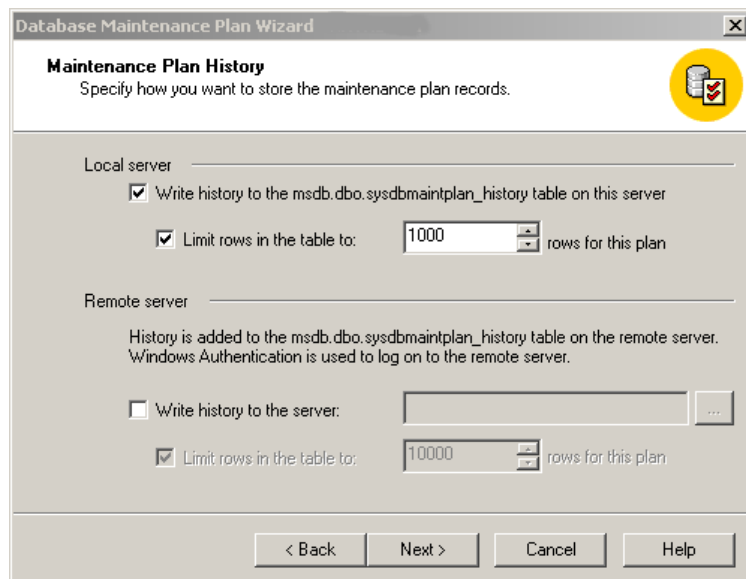 Database Maintenance Plan Wizard
Maintenance Plan History
Specify how you want to store the maintenance plan records.
Local server
Write history to the msdb.dbo.sysdbmaintplan_history table on this server
Limit rows in the table to: 1000 rows for this plan
Remote server
History is added to the msdb.dbo.sysdbmaintplan_history table on the remote server.
Windows Authentication is used to log on to the remote server.
Write history to the server: ...
Limit rows in the table to: 10000 rows for this plan
< Back Next > Cancel Help